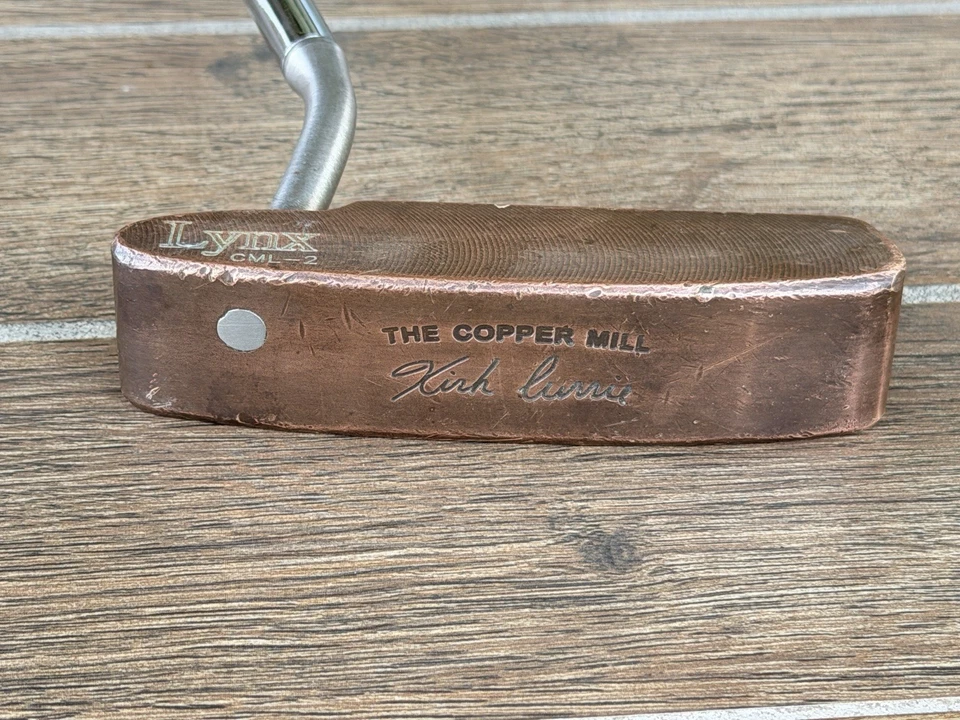 Lynx
CML-2
THE COPPER MILL
Kirk Currie